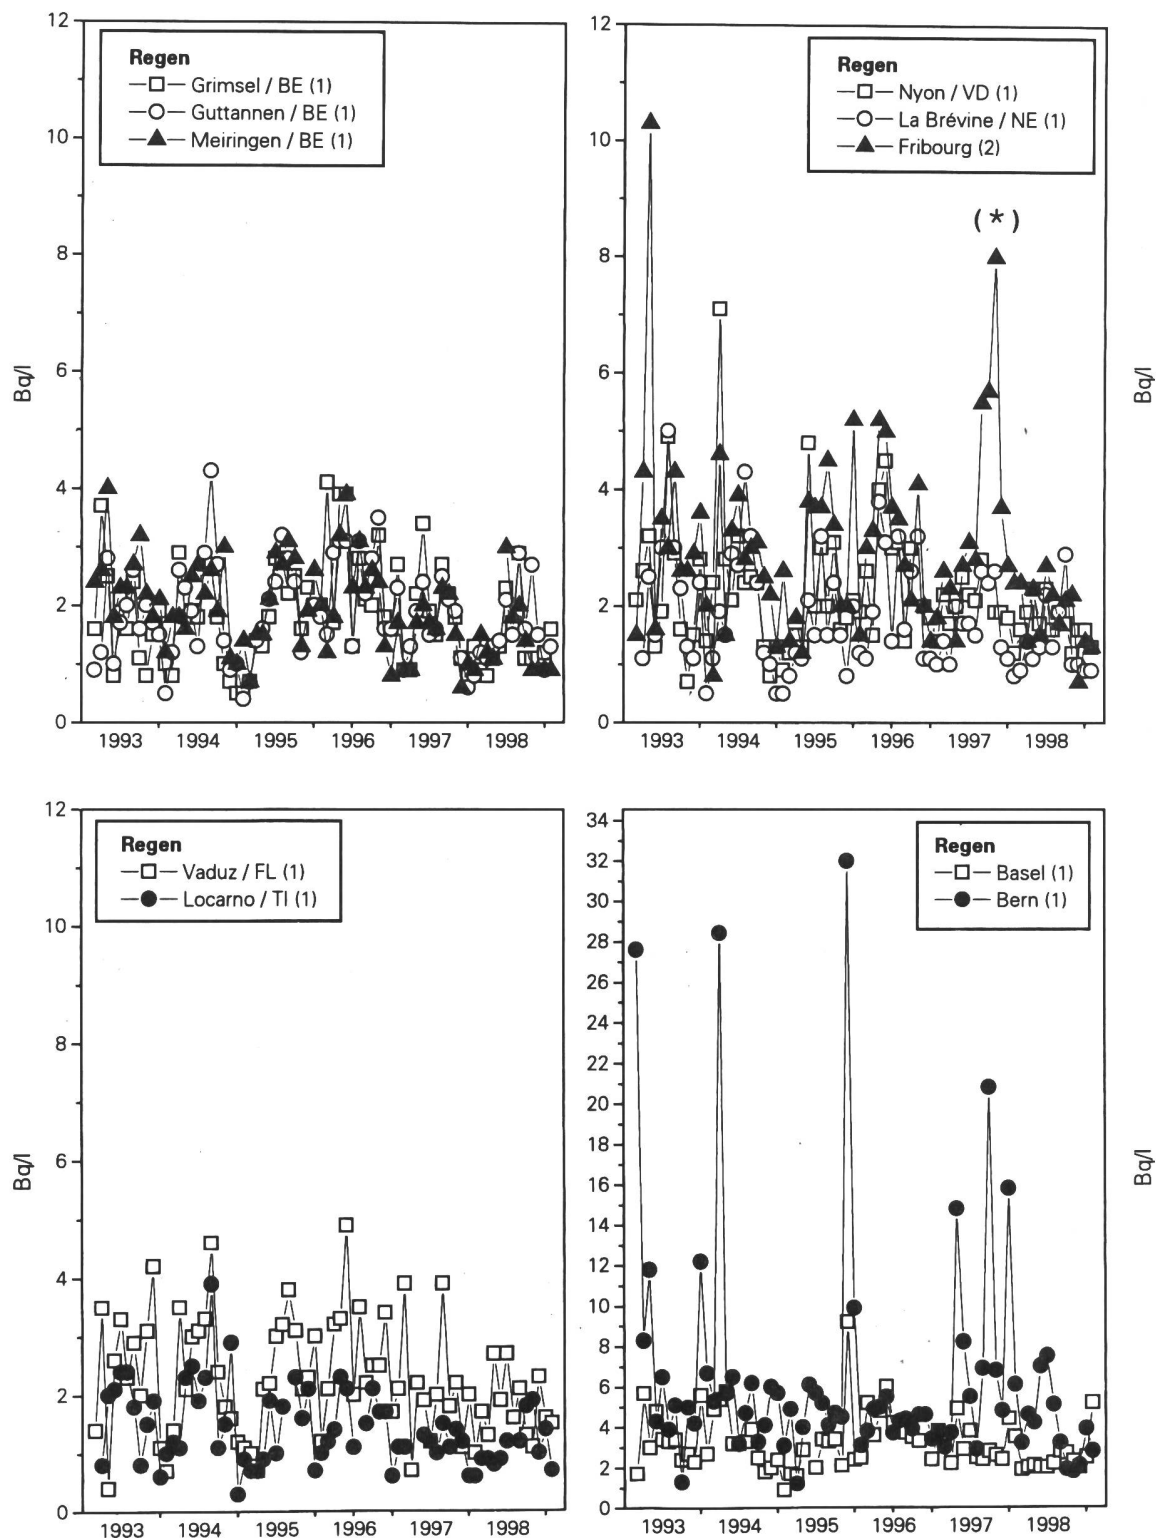 12
10
8
6
4
2
0
Bq/l
Regen
Grimsel / BE (1)
Guttannen / BE (1)
Meiringen / BE (1)
1993 1994 1995 1996 1997 1998
12
10
8
6
4
2
0
Bq/l
Regen
Nyon / VD (1)
La Brévine / NE (1)
Fribourg (2)
(*)
1993 1994 1995 1996 1997 1998
12
10
8
6
4
2
0
Bq/l
Regen
Vaduz / FL (1)
Locarno / TI (1)
1993 1994 1995 1996 1997 1998
34
32
30
28
26
24
22
20
18
16
14
12
10
8
6
4
2
0
Bq/l
Regen
Basel (1)
Bern (1)
1993 1994 1995 1996 1997 1998